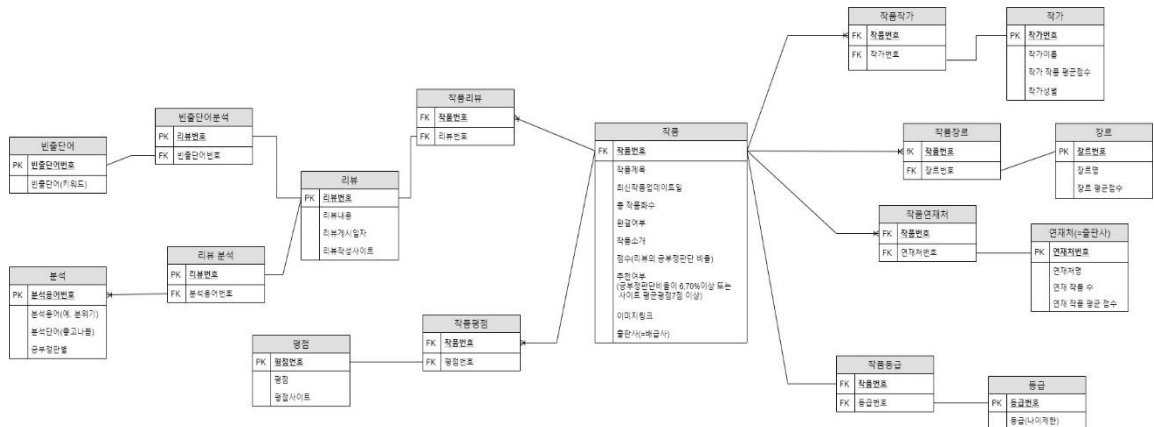 빈출단어
PK 빈출단어번호
빈출단어(키워드)
빈출단어분석
PK 리뷰번호
FK 빈출단어번호
분석
PK 분석용어번호
분석용어(예. 분위기)
분석단어(좋고나쁨)
긍부정판별
리뷰 분석
PK 리뷰번호
FK 분석용어번호
리뷰
PK 리뷰번호
리뷰내용
리뷰게시일자
리뷰작성사이트
평점
PK 평점번호
평점
평점사이트
작품리뷰
FK 작품번호
FK 리뷰번호
작품평점
FK 작품번호
FK 평점번호
작품
FK 작품번호
작품제목
최신작품업데이트일
총 작품화수
완결여부
작품소개
점수(리뷰의 긍부정판단 비율)
추천여부
(긍부정판단비율이 6,70%이상 또는
사이트 평균평점7점 이상)
이미지링크
출판사(=배급사)
작품작가
FK 작품번호
FK 작가번호
작가
PK 작가번호
작가이름
작가 작품 평균점수
작가성별
작품장르
fK 작품번호
FK 장르번호
장르
PK 장르번호
장르명
장르 평균점수
작품연재처
FK 작품번호
FK 연재처번호
연재처(=출판사)
PK 연재처번호
연재처명
연재 작품 수
연재 작품 평균 점수
작품등급
FK 작품번호
FK 등급번호
등급
PK 등급번호
등급(나이제한)